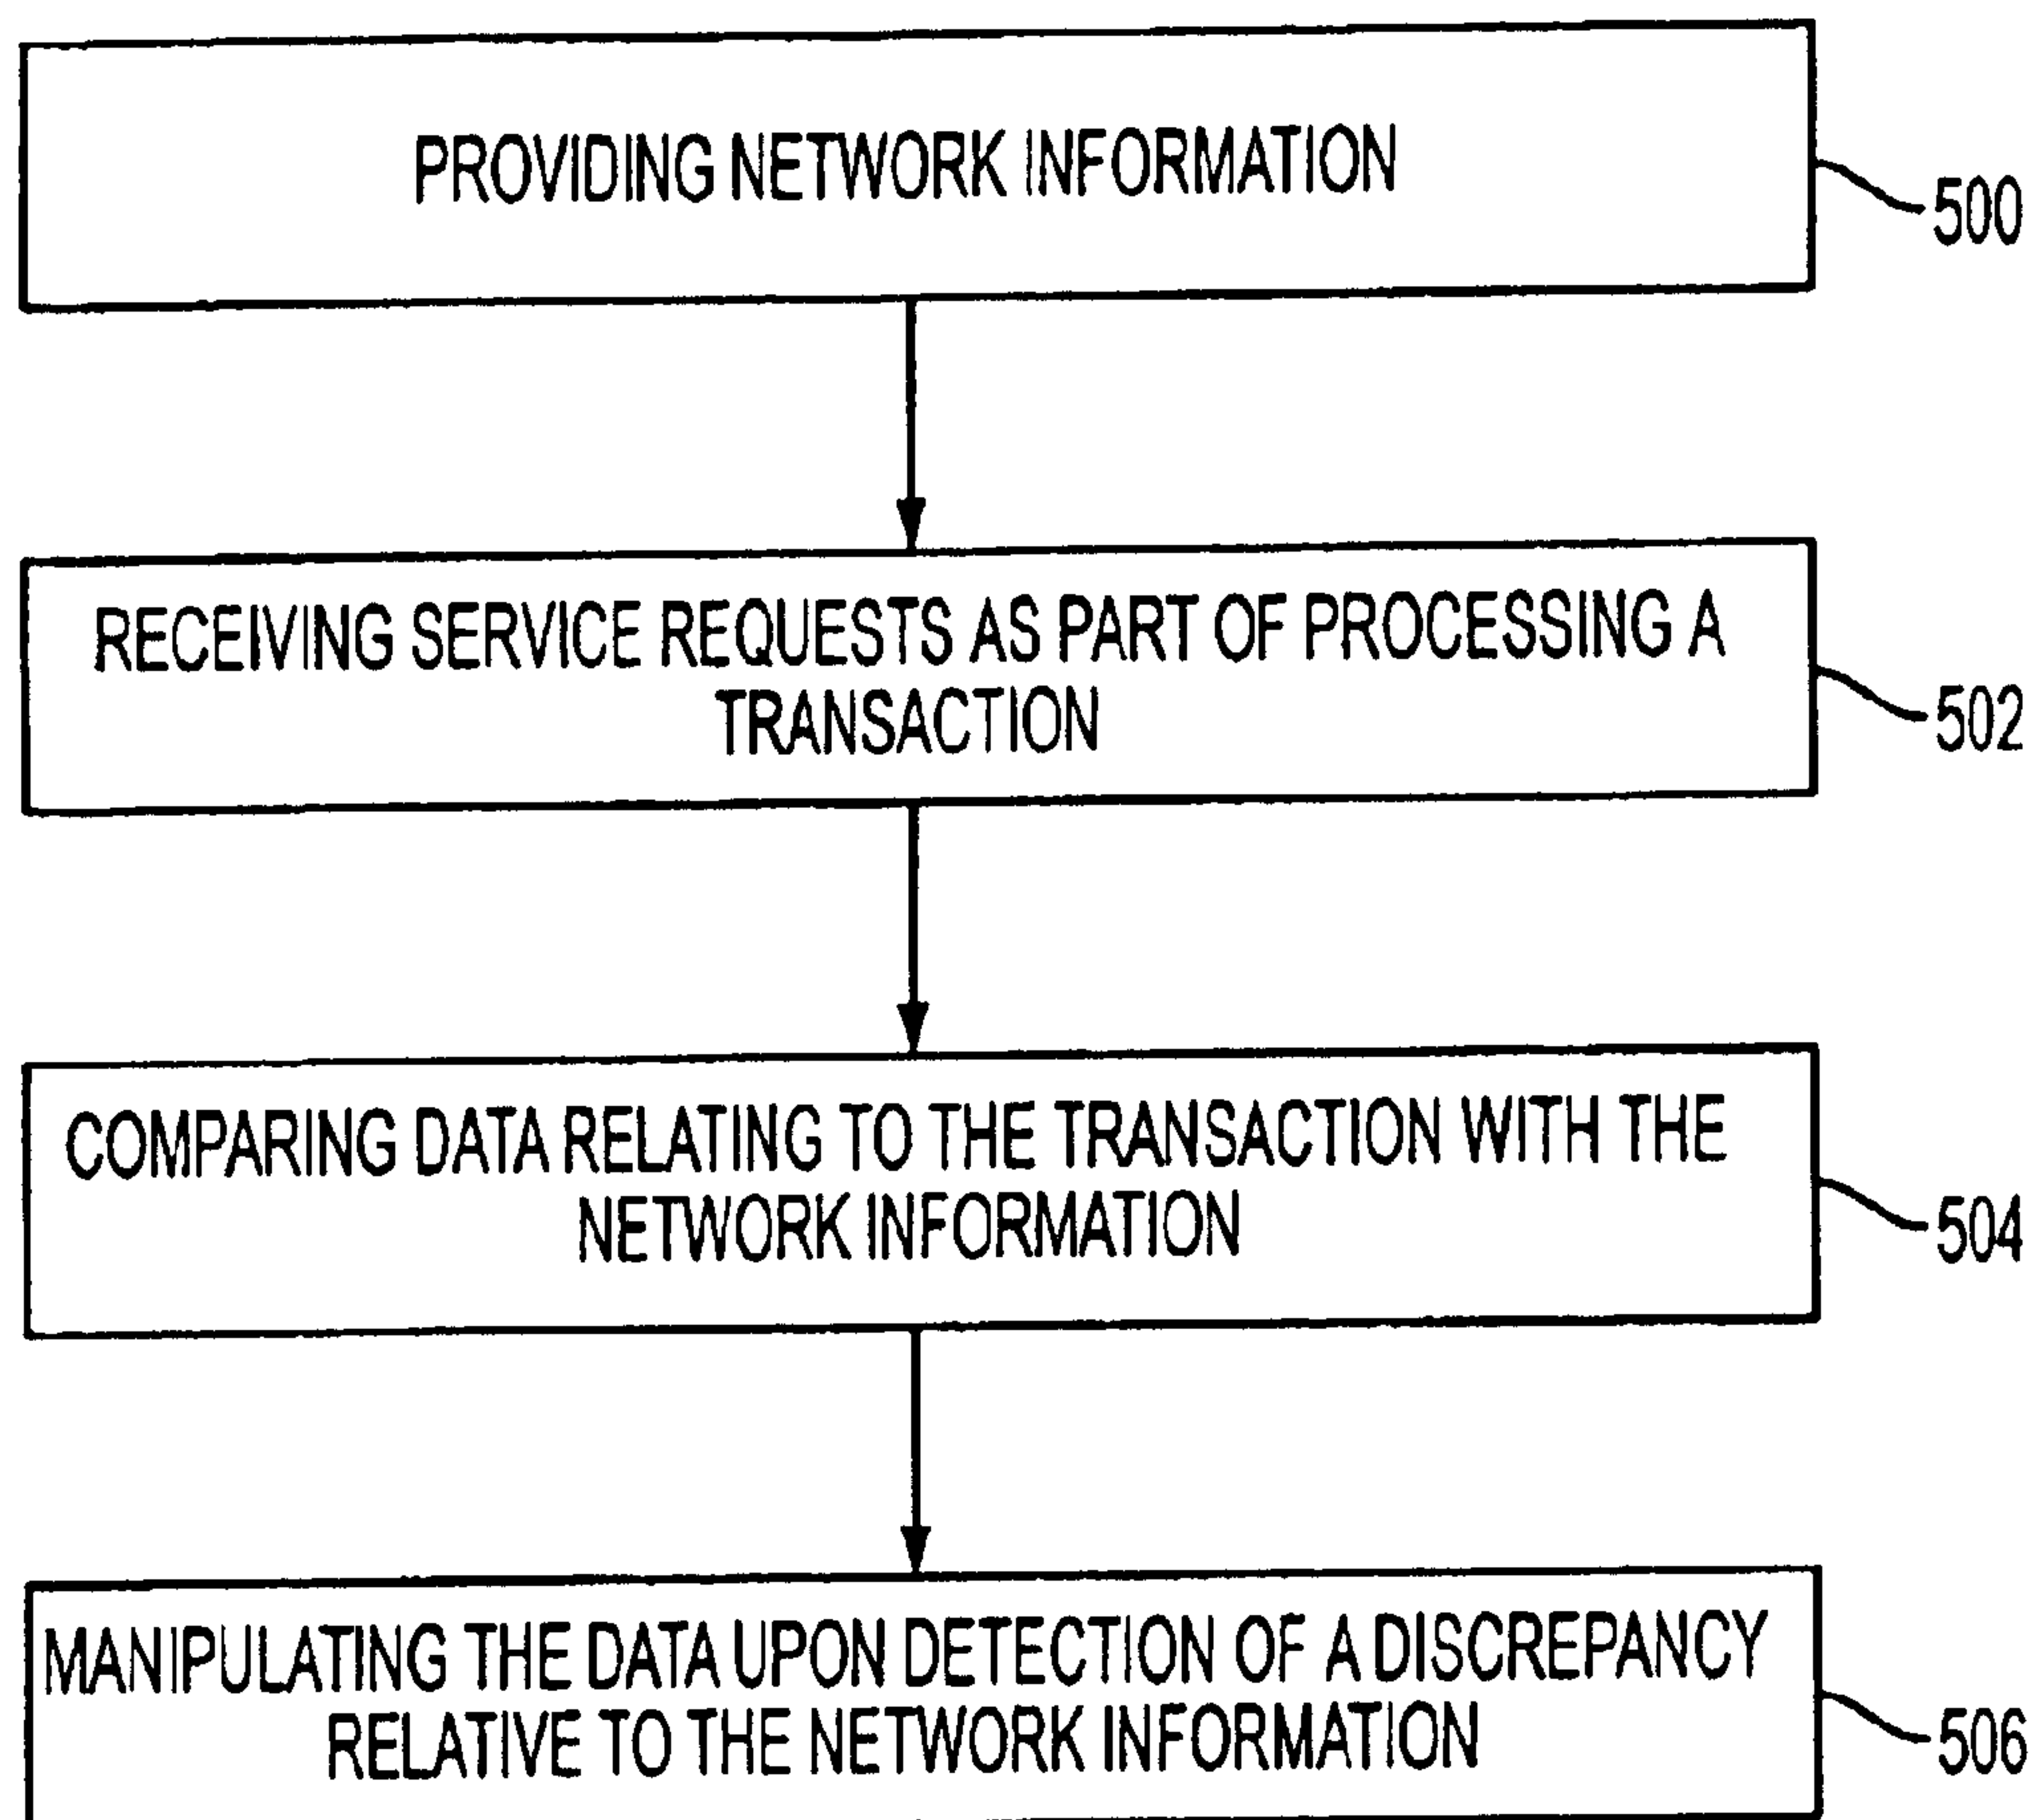 PROVIDING NETWORK INFORMATION
500
RECEIVING SERVICE REQUESTS AS PART OF PROCESSING A
TRANSACTION
502
COMPARING DATA RELATING TO THE TRANSACTION WITH THE
NETWORK INFORMATION
504
MANIPULATING THE DATA UPON DETECTION OF A DISCREPANCY
RELATIVE TO THE NETWORK INFORMATION
506